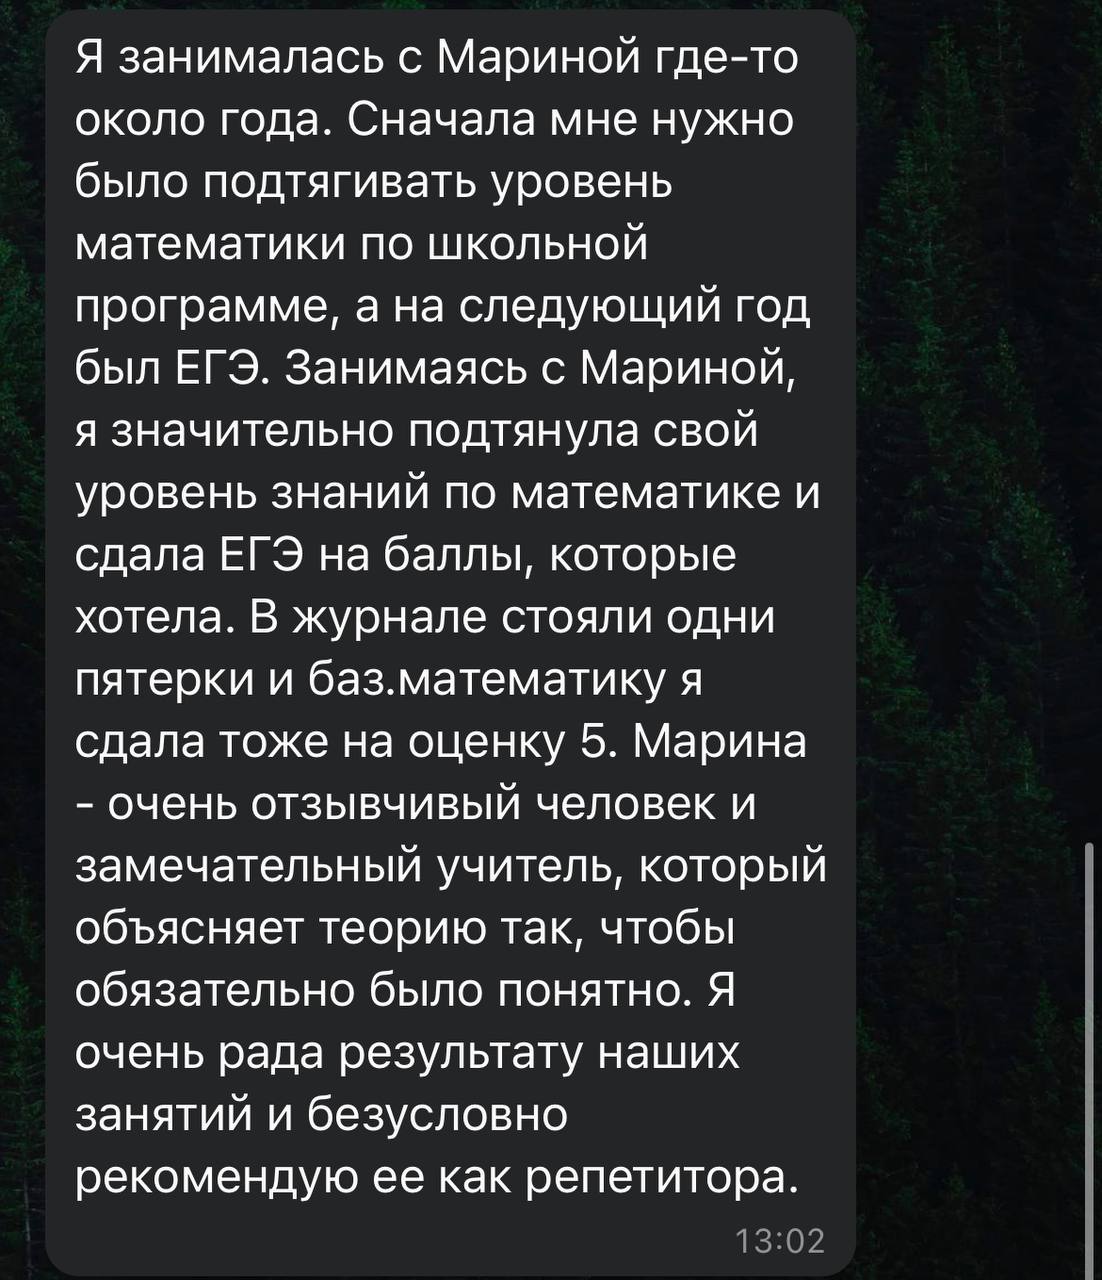 Я занималась с Мариной где-то
около года. Сначала мне нужно
было подтягивать уровень
математики по школьной
программе, а на следующий год
был ЕГЭ. Занимаясь с Мариной,
я значительно подтянула свой
уровень знаний по математике и
сдала ЕГЭ на баллы, которые
хотела. В журнале стояли одни
пятерки и баз.математику я
сдала тоже на оценку 5. Марина
- очень отзывчивый человек и
замечательный учитель, который
объясняет теорию так, чтобы
обязательно было понятно. Я
очень рада результату наших
занятий и безусловно
рекомендую ее как репетитора.
13:02